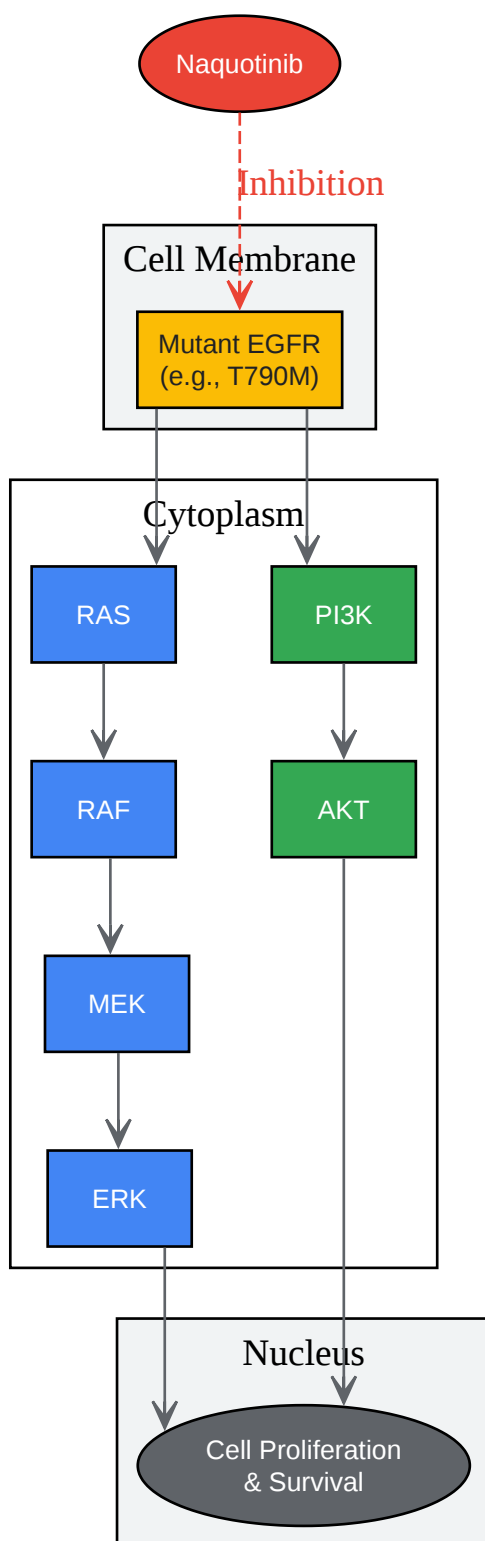 Naquotinib
Inhibition
Cell Membrane
Mutant EGFR
(e.g., T790M)
Cytoplasm
RAS
PI3K
RAF
AKT
MEK
ERK
Nucleus
Cell Proliferation
& Survival